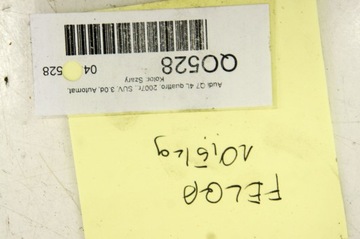 FELGA
Audi Q7 4L quattro, 2007r., SUV, 3.0d, Automat.
Kolor: Szary
QO528
04 528